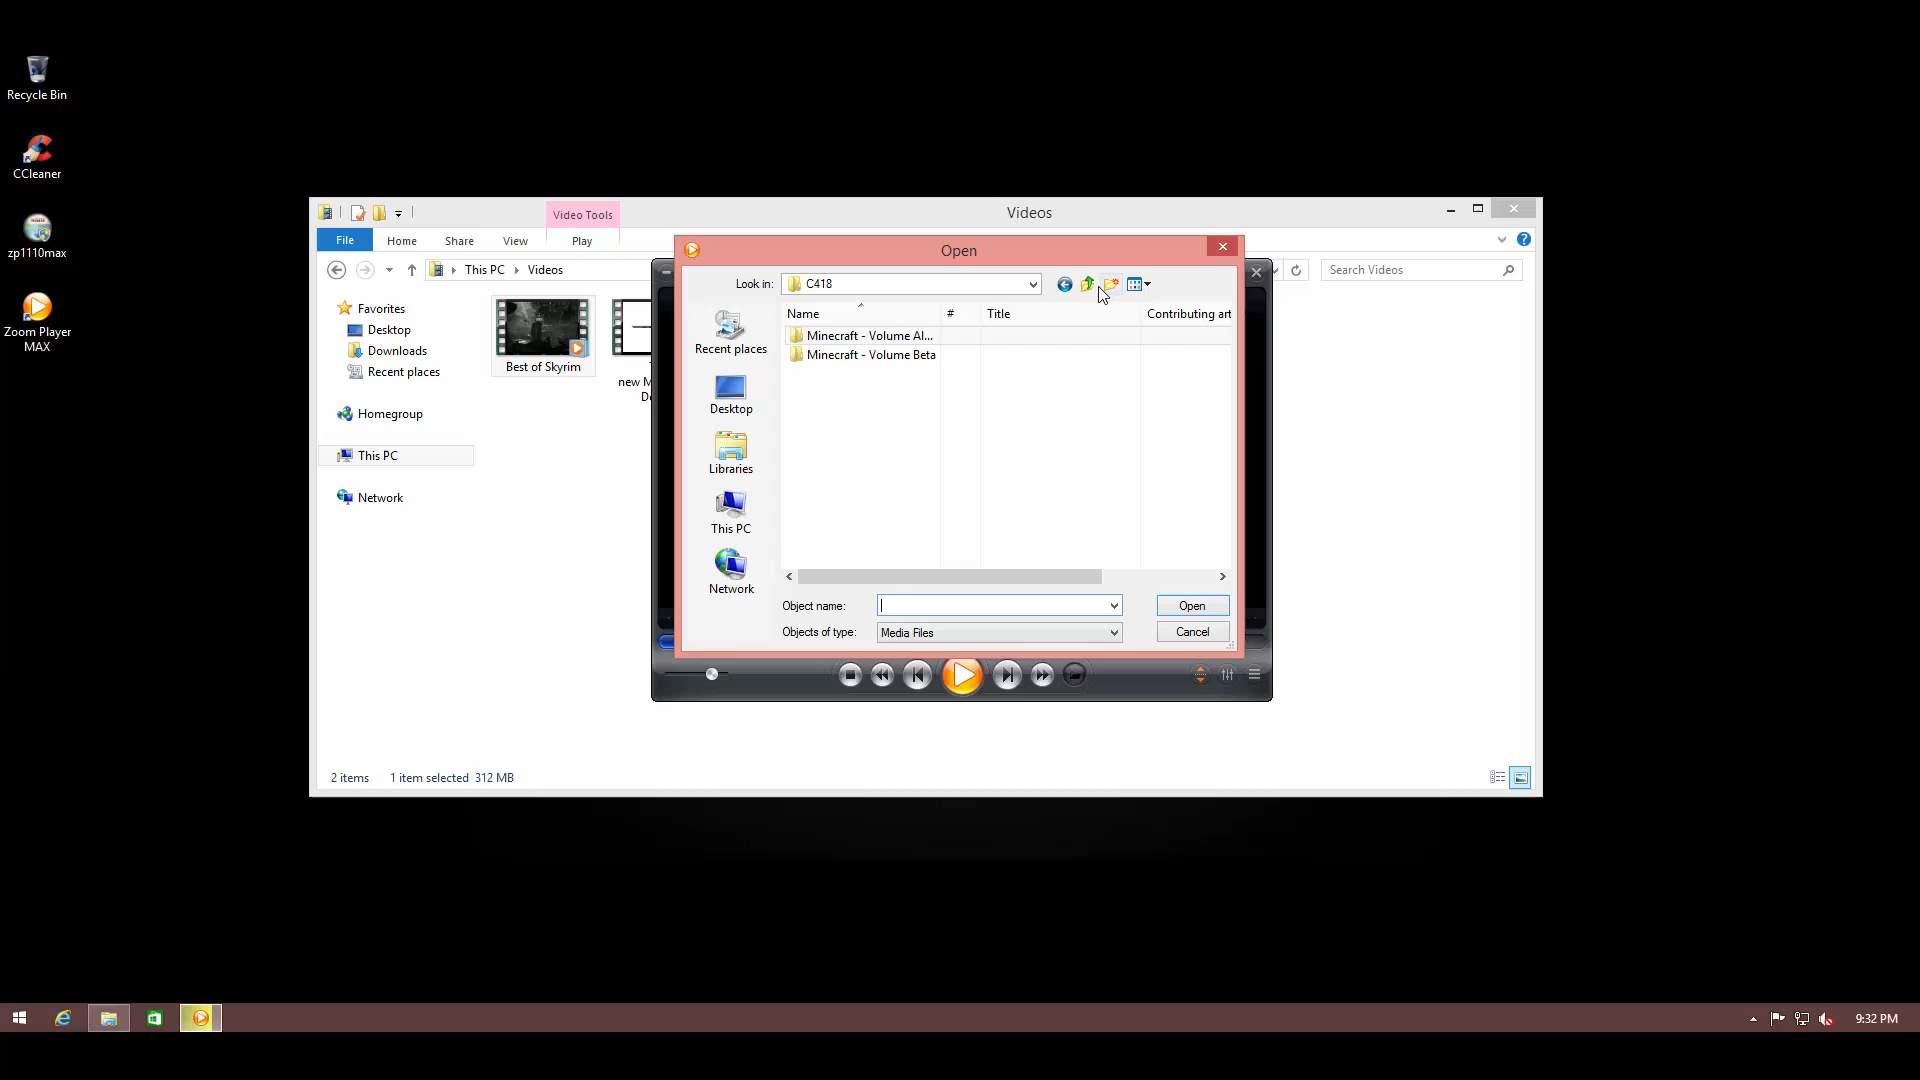 Recycle Bin
CCleaner
zp1110max
Zoom Player
MAX
Video Tools
Videos
File
Home
Share
View
Play
This PC
Videos
Search Videos
Favorites
Desktop
Downloads
Recent places
Homegroup
This PC
Network
Best of Skyrim
new M
2 items
1 item selected 312 MB
Open
Look in:
C418
Recent places
Desktop
Libraries
This PC
Network
Name
#
Title
Contributing art
Minecraft - Volume Al...
Minecraft - Volume Beta
Object name:
Open
Objects of type:
Media Files
Cancel
9:32 PM